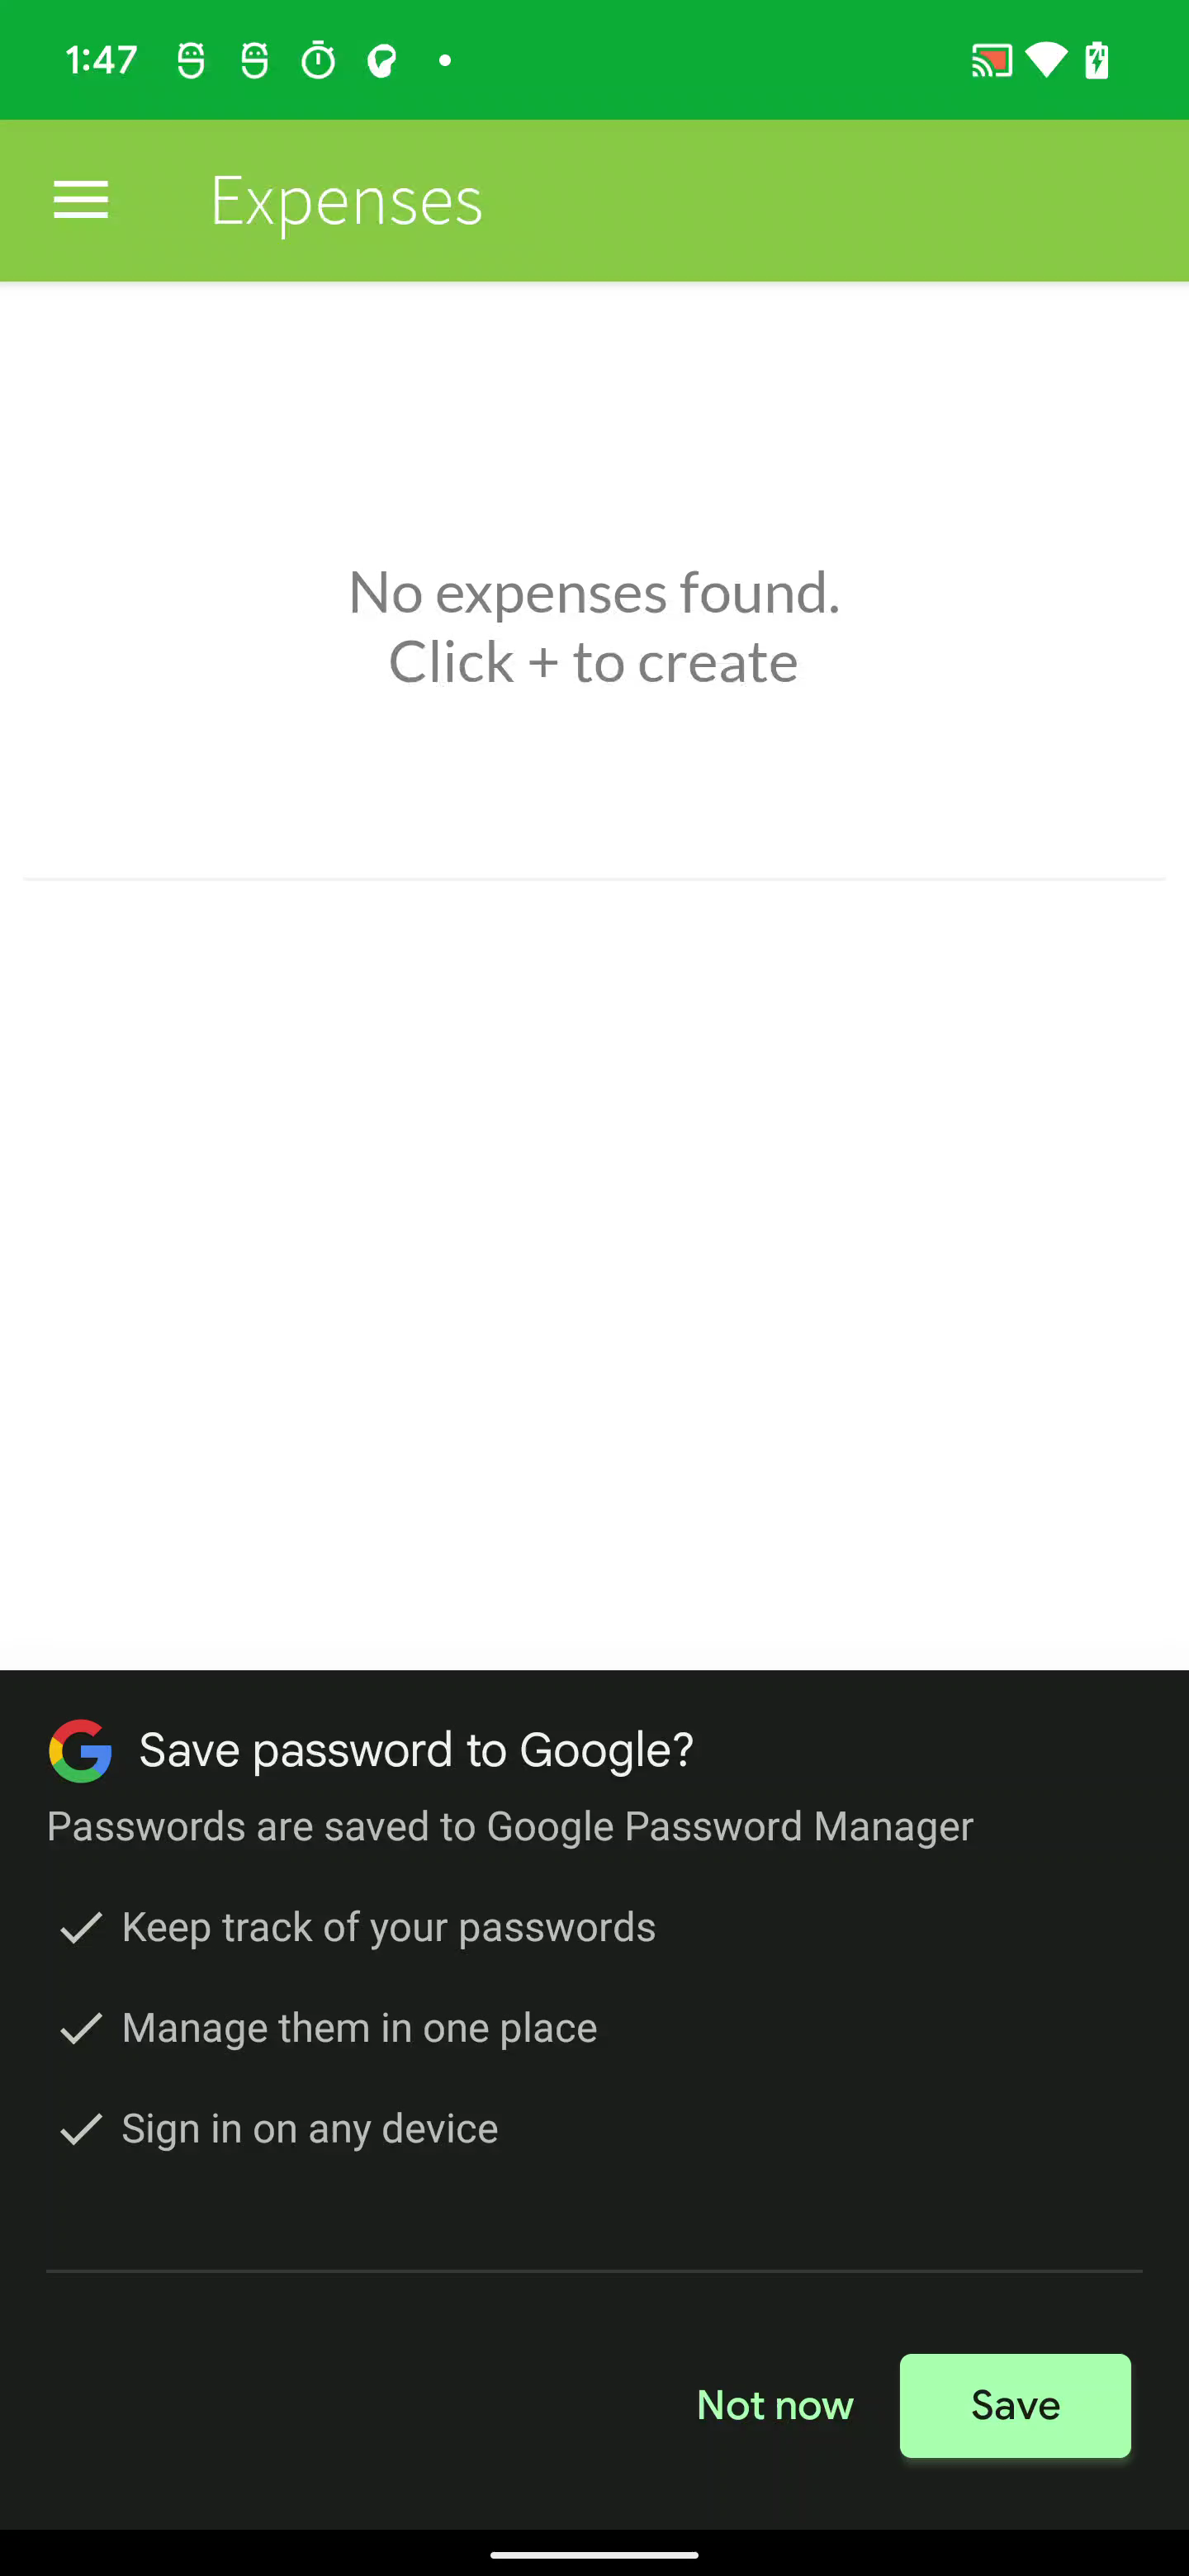 1:47
Expenses
No expenses found.
Click + to create
Save password to Google?
Passwords are saved to Google Password Manager
Keep track of your passwords
Manage them in one place
Sign in on any device
Not now
Save